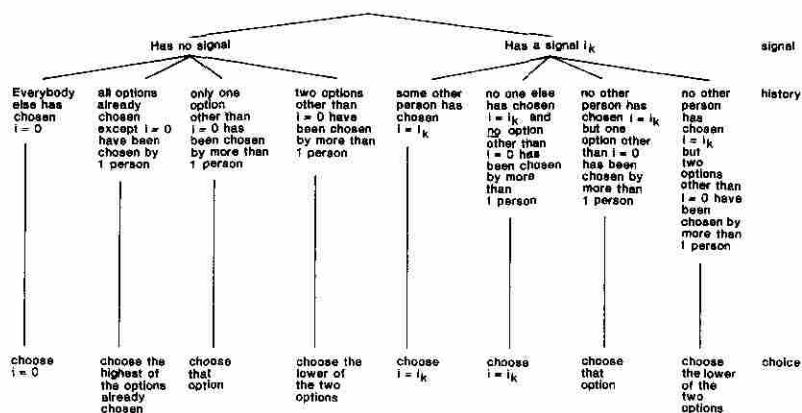 Has no signal
Has a signal i_k
signal
Everybody
else has
chosen
i = 0
all options
already
chosen
except i = 0
have been
chosen by
1 person
only one
option
other than
i = 0 has
been chosen
by more than
1 person
two options
other than
i = 0 have
been chosen
by more than
1 person
some other
person has
chosen
i = i_k
no one else
has chosen
i = i_k and
no option
other than
i = 0 has
been chosen
by more
than
1 person
no other
person has
chosen i = i_k
but one
option other
than i = 0
has been
chosen by
more than
1 person
no other
person
has
chosen
i = i_k
but
two
options
other than
i = 0 have
been
chosen by
more than
1 person
history
choose
i = 0
choose the
highest of
the options
already
chosen
choose
that
option
choose the
lower of
the two
options
choose
i = i_k
choose
i = i_k
choose
that
option
choose
the lower
of the
two
options
choice